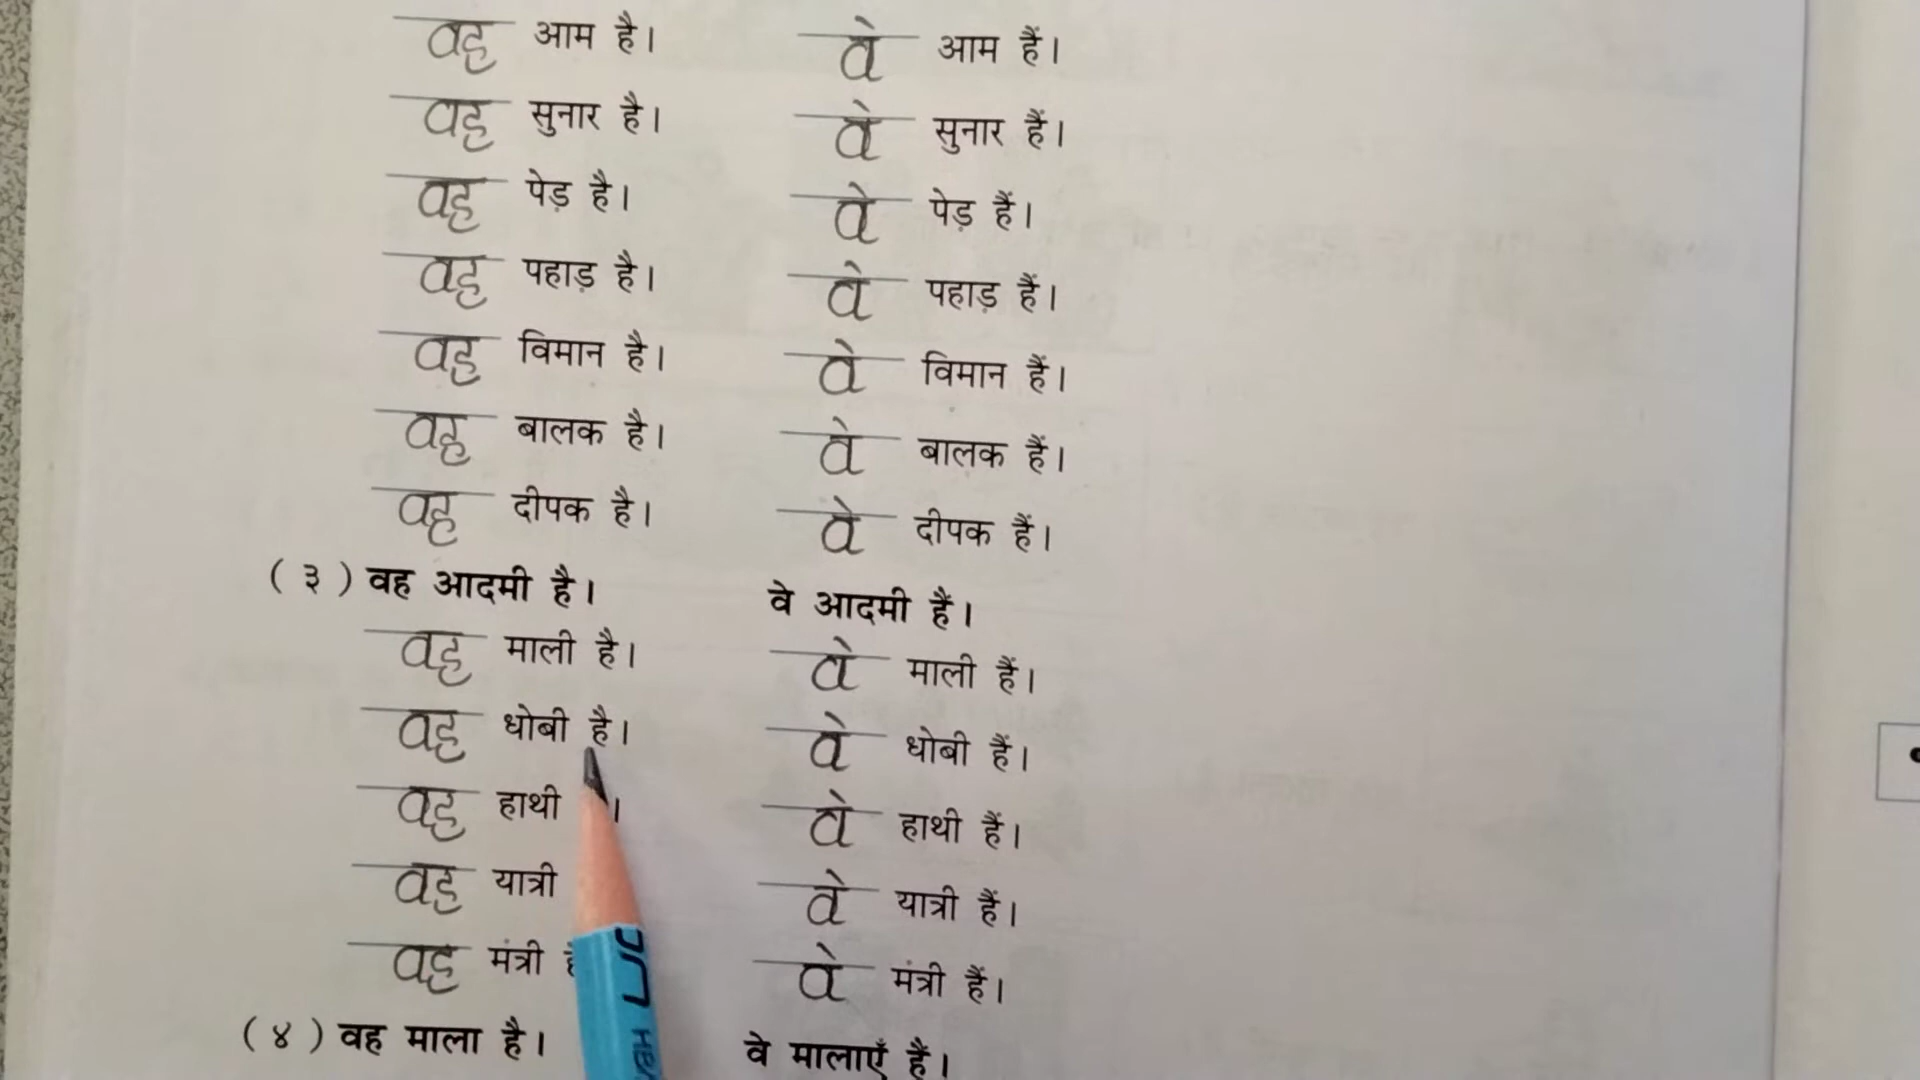 वह आम है।    वे आम हैं।
वह सुनार है।    वे सुनार हैं।
वह पेड़ है।    वे पेड़ हैं।
वह पहाड़ है।    वे पहाड़ हैं।
वह विमान है।    वे विमान हैं।
वह बालक है।    वे बालक हैं।
वह दीपक है।    वे दीपक हैं।
( ३ ) वह आदमी है।    वे आदमी हैं।
वह माली है।    वे माली हैं।
वह धोबी है।    वे धोबी हैं।
वह हाथी ।    वे हाथी हैं।
वह यात्री    वे यात्री हैं।
वह मंत्री    वे मंत्री हैं।
( ४ ) वह माला है।    वे मालाएँ हैं।